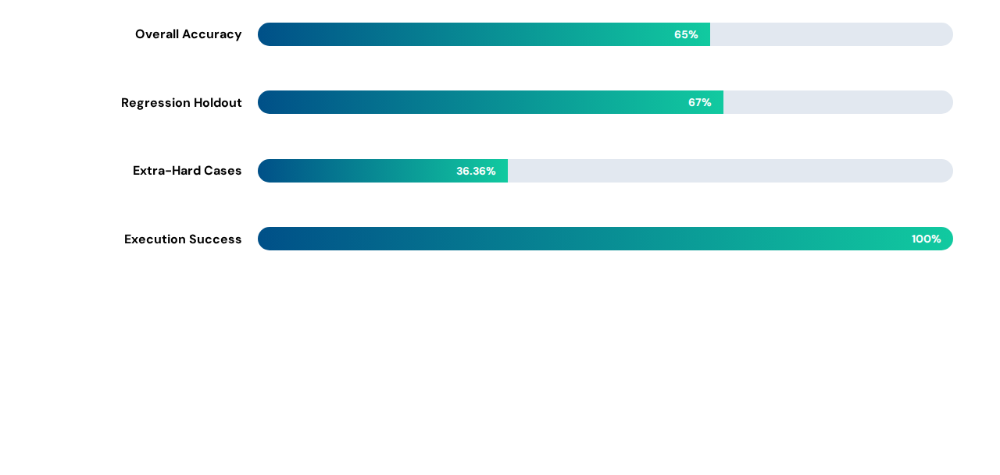 Overall Accuracy 65%
Regression Holdout 67%
Extra-Hard Cases 36.36%
Execution Success 100%